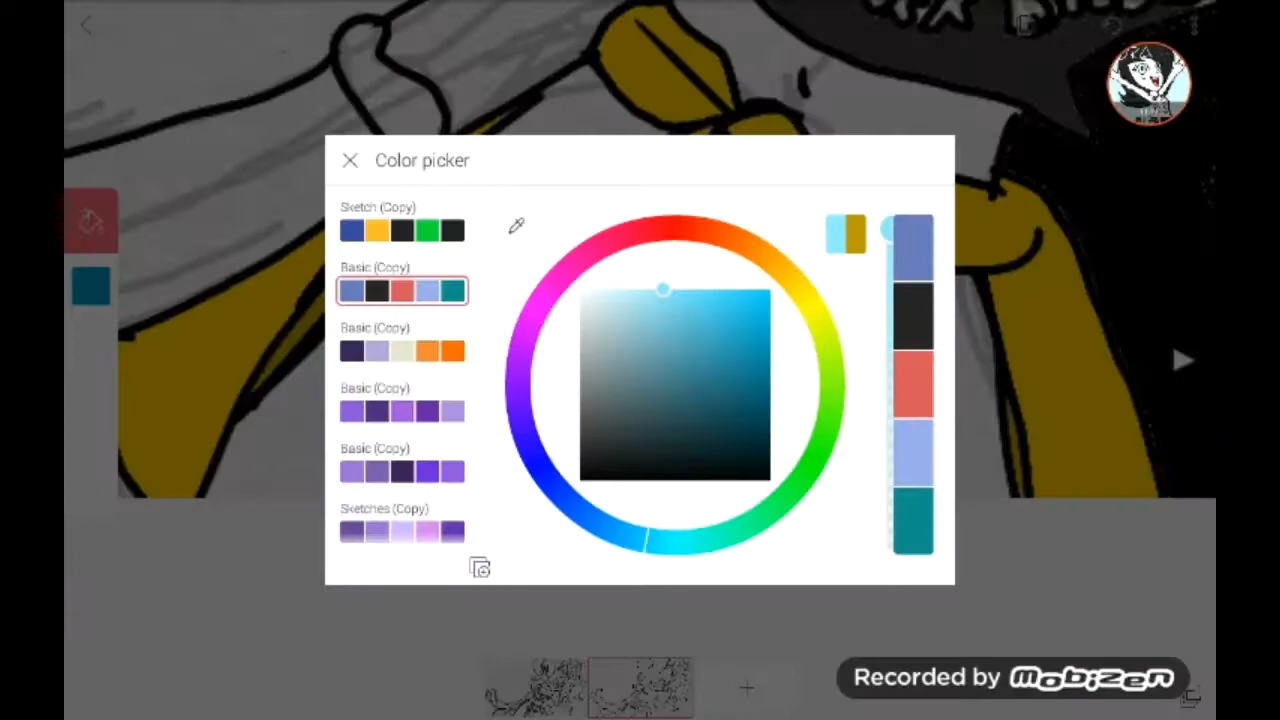 Color picker
Sketch (Copy)
Basic (Copy)
Basic (Copy)
Basic (Copy)
Basic (Copy)
Sketches (Copy)
Recorded by mobizen